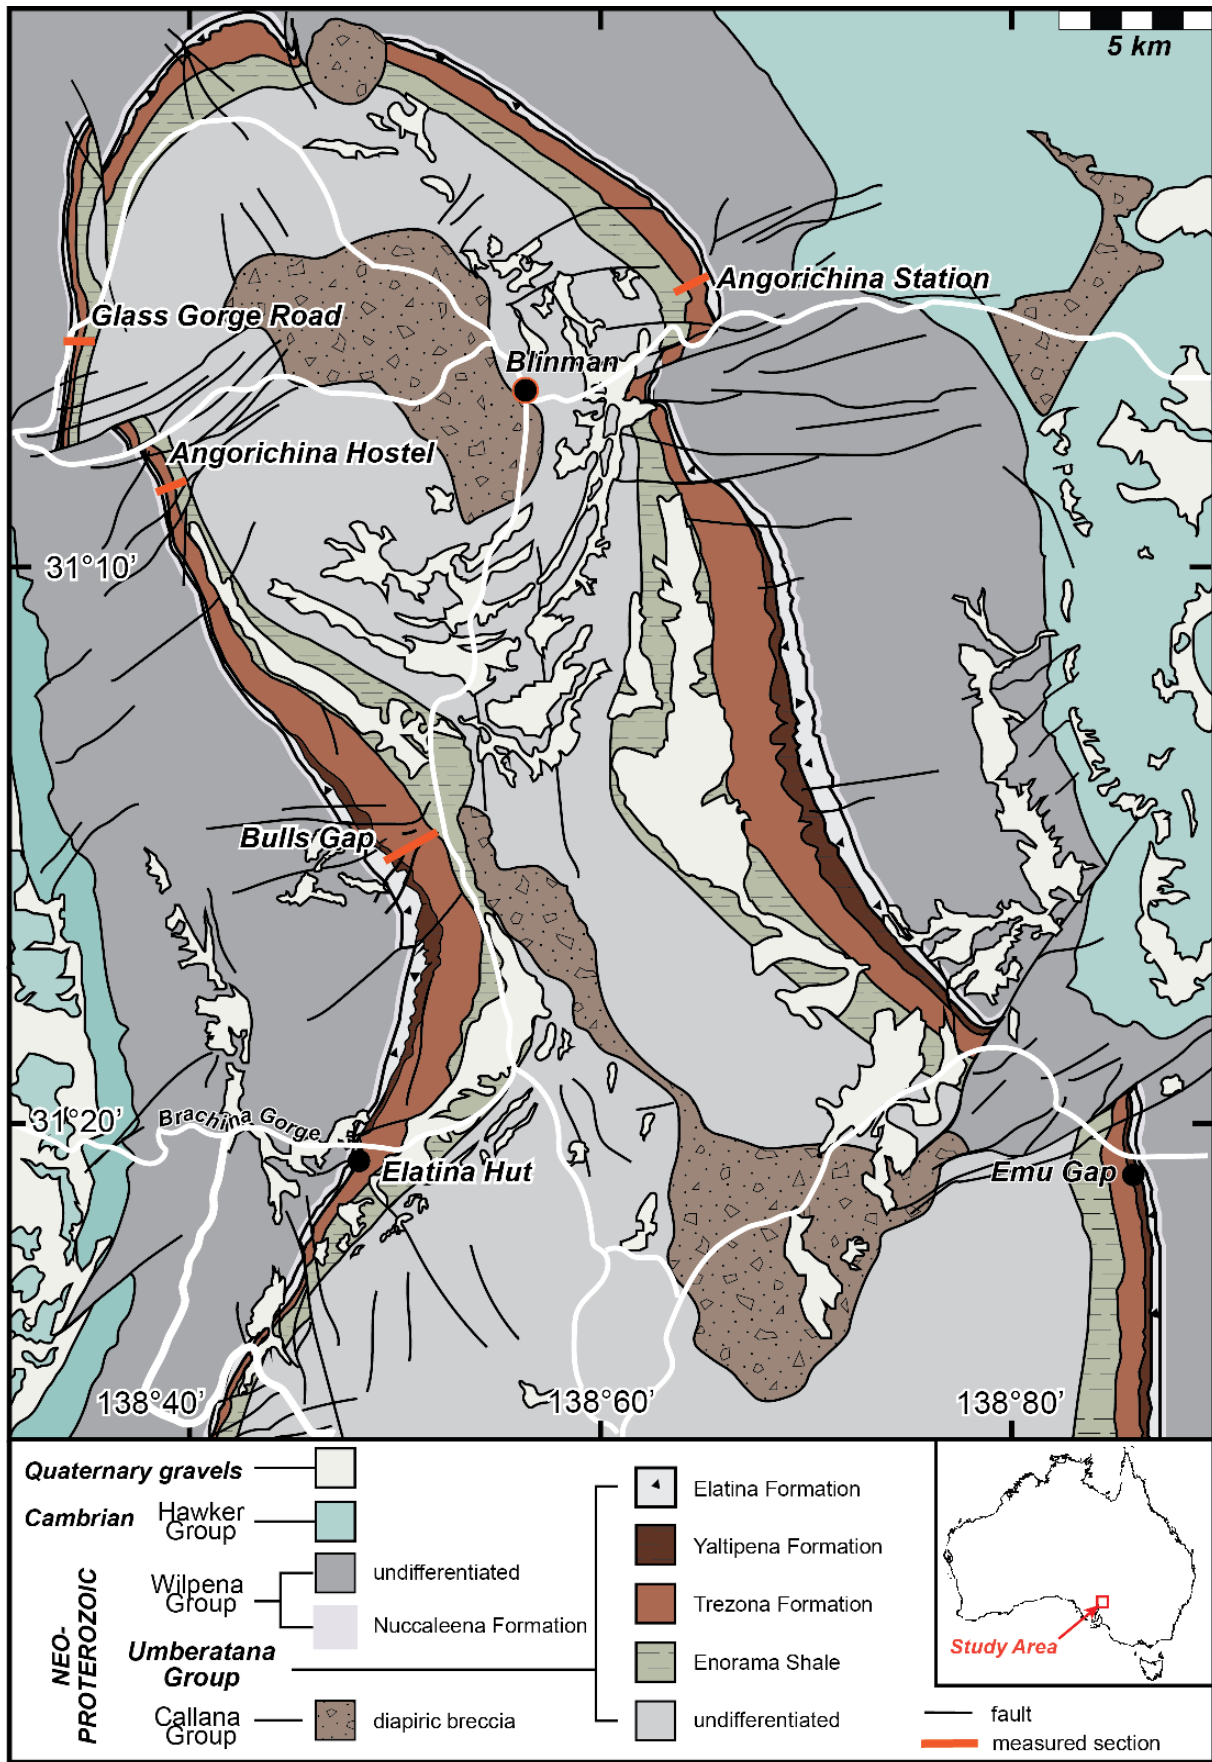 5 km
Angorichina Station
Glass Gorge Road
Blinman
Angorichina Hostel
31°10'
Bulls Gap
31°20'
Brachina Gorge
Elatina Hut
Emu Gap
138°40'
138°60'
138°80'
Quaternary gravels
Cambrian
Hawker
Group
NEO-
PROTEROZOIC
Wilpena
Group
undifferentiated
Nuccaleena Formation
Umberatana
Group
Callana
Group
diapiric breccia
Elatina Formation
Yaltipena Formation
Trezona Formation
Enorama Shale
undifferentiated
Study Area
fault
measured section